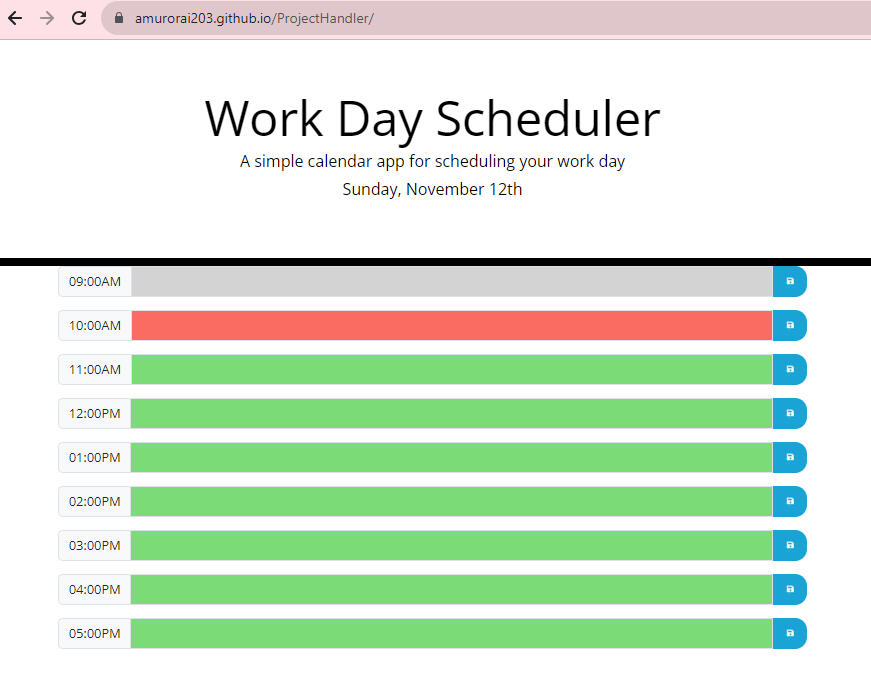 amurorai203.github.io/ProjectHandler/
Work Day Scheduler
A simple calendar app for scheduling your work day
Sunday, November 12th
09:00AM
10:00AM
11:00AM
12:00PM
01:00PM
02:00PM
03:00PM
04:00PM
05:00PM